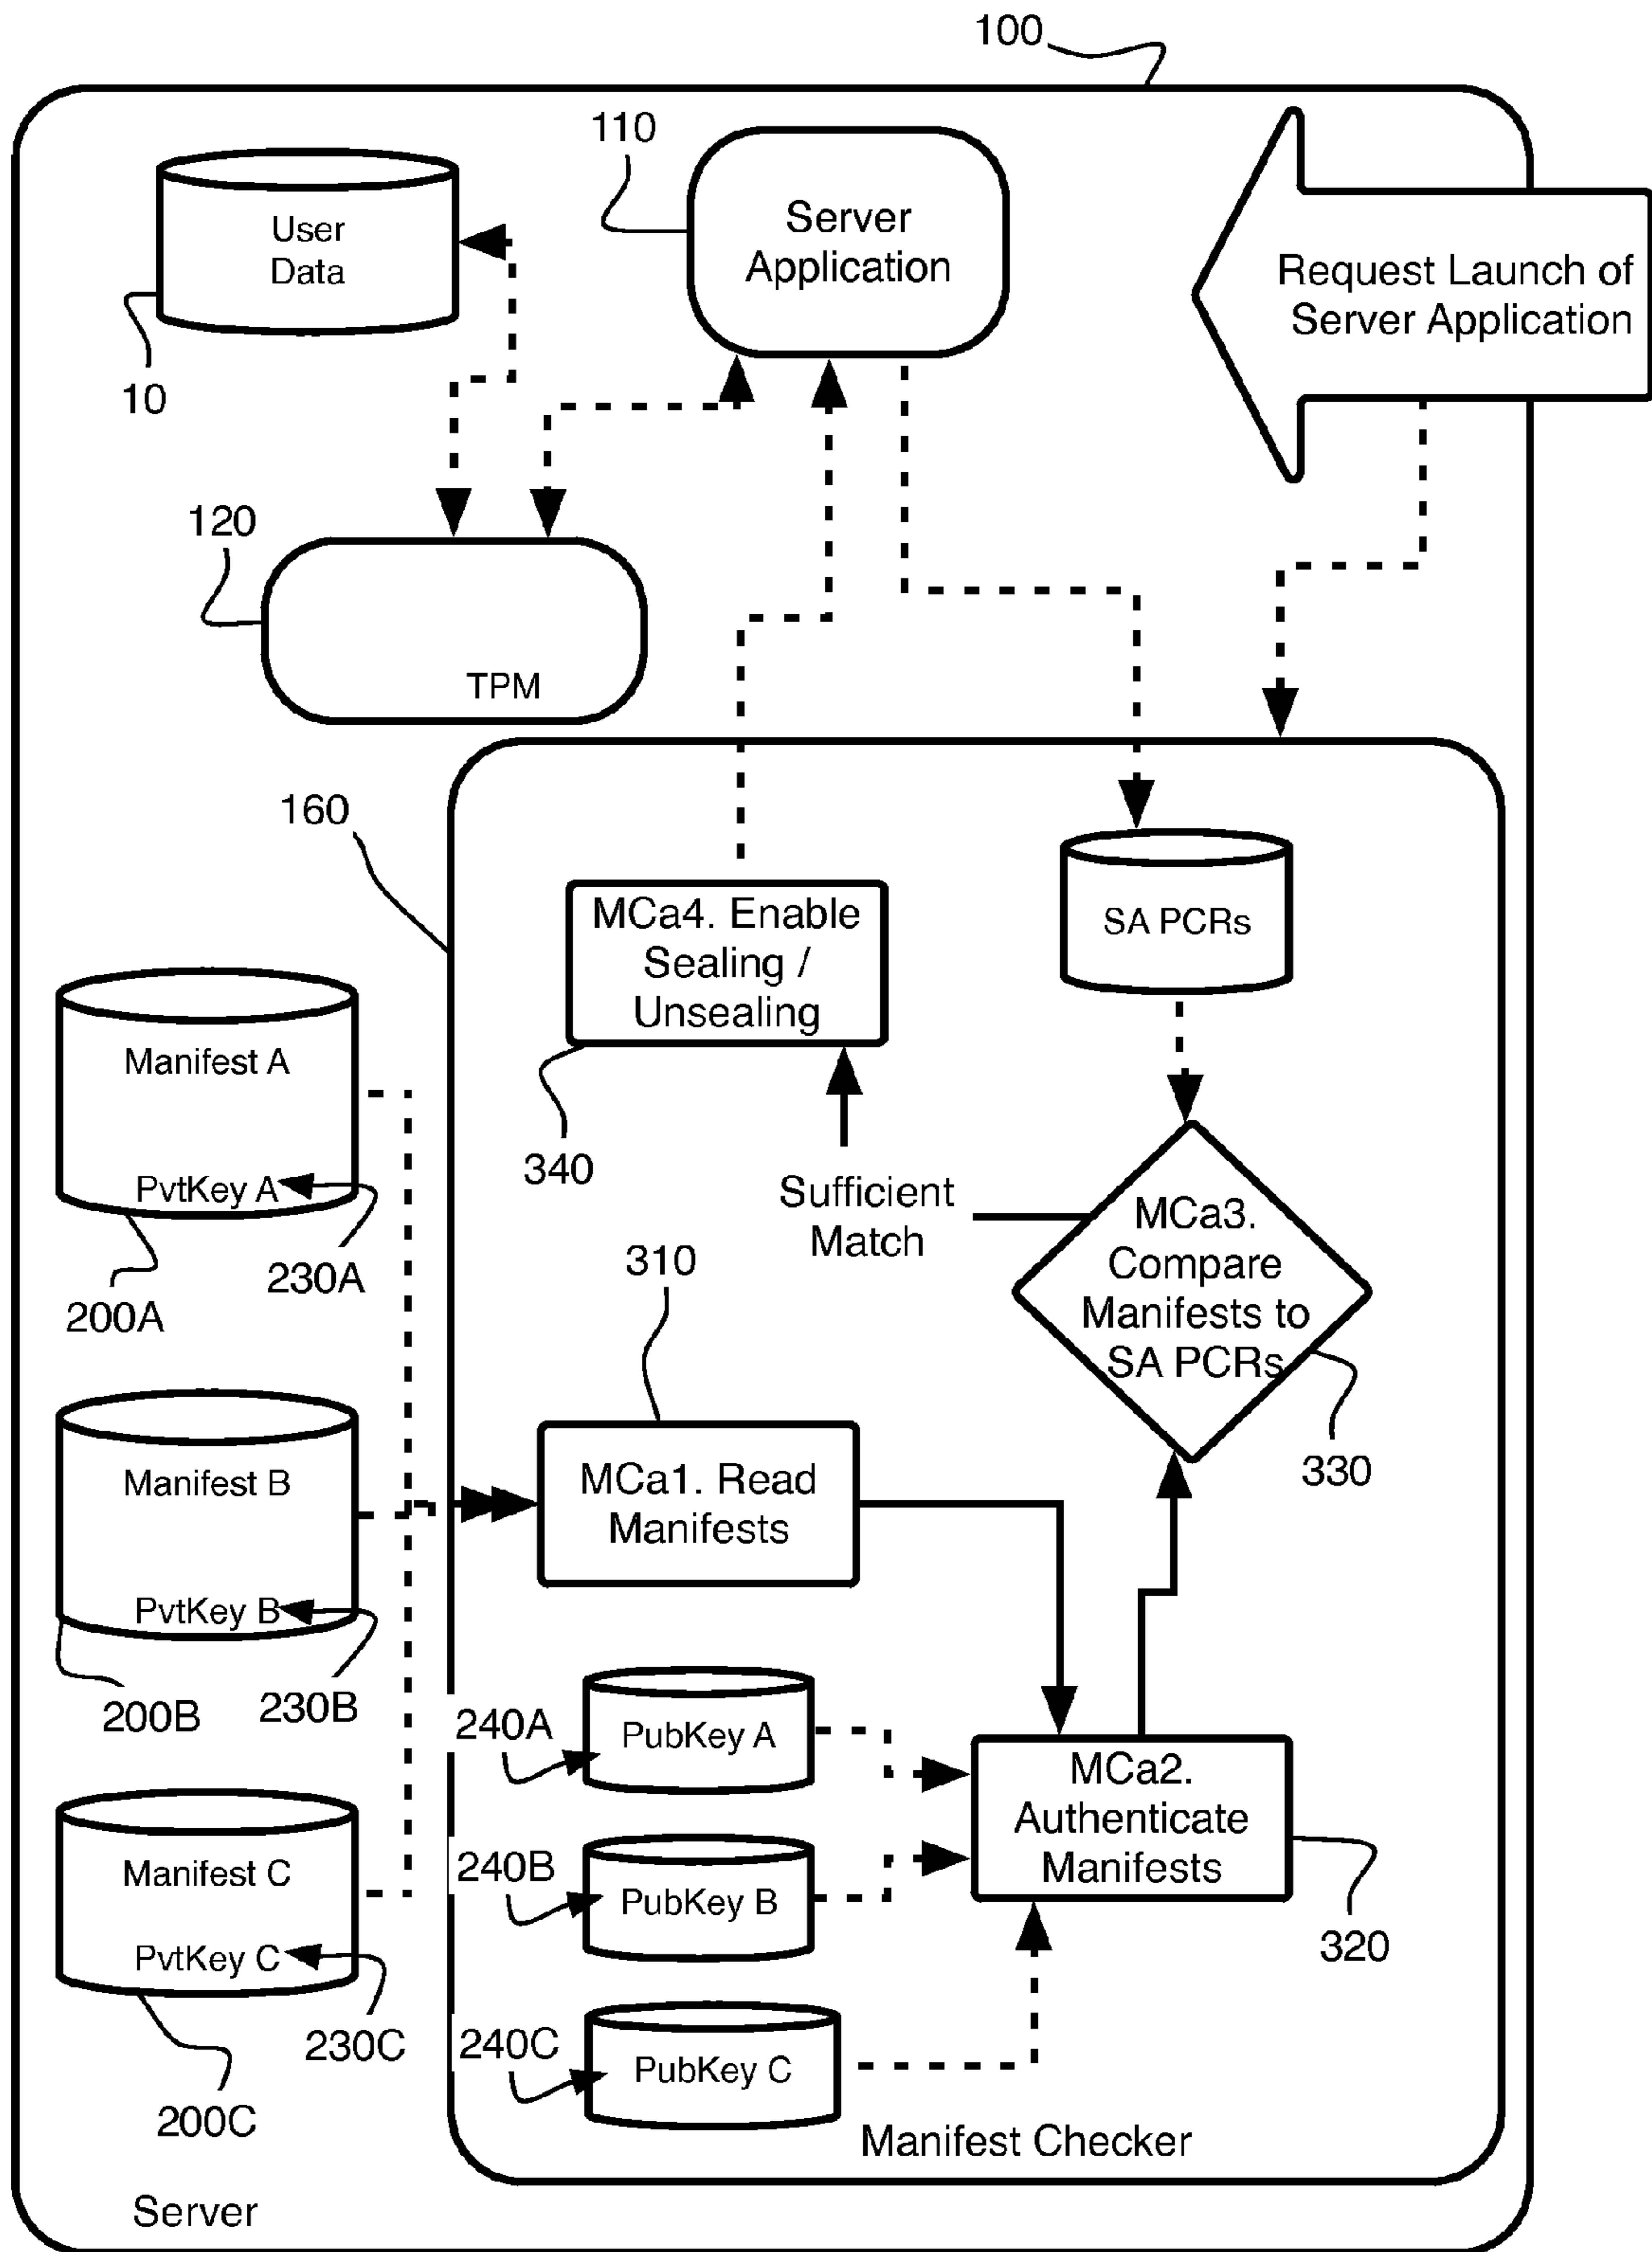 100
110
User
Data
Server
Application
Request Launch of
Server Application
10
120
TPM
160
MCa4. Enable
Sealing /
Unsealing
SA PCRs
Manifest A
PvtKey A
340
Sufficient
Match
MCa3.
Compare
Manifests to
SA PCRs
230A
200A
310
330
Manifest B
MCa1. Read
Manifests
PvtKey B
200B
230B
240A
PubKey A
MCa2.
Authenticate
Manifests
Manifest C
240B
PubKey B
320
PvtKey C
230C
240C
PubKey C
200C
Manifest Checker
Server